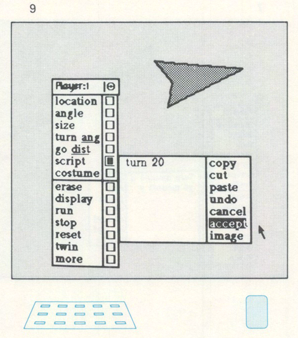 9
Player:1
location
angle
size
turn ang
go dist
script
costume
erase
display
run
stop
reset
twin
more
turn 20
copy
cut
paste
undo
cancel
accept
image